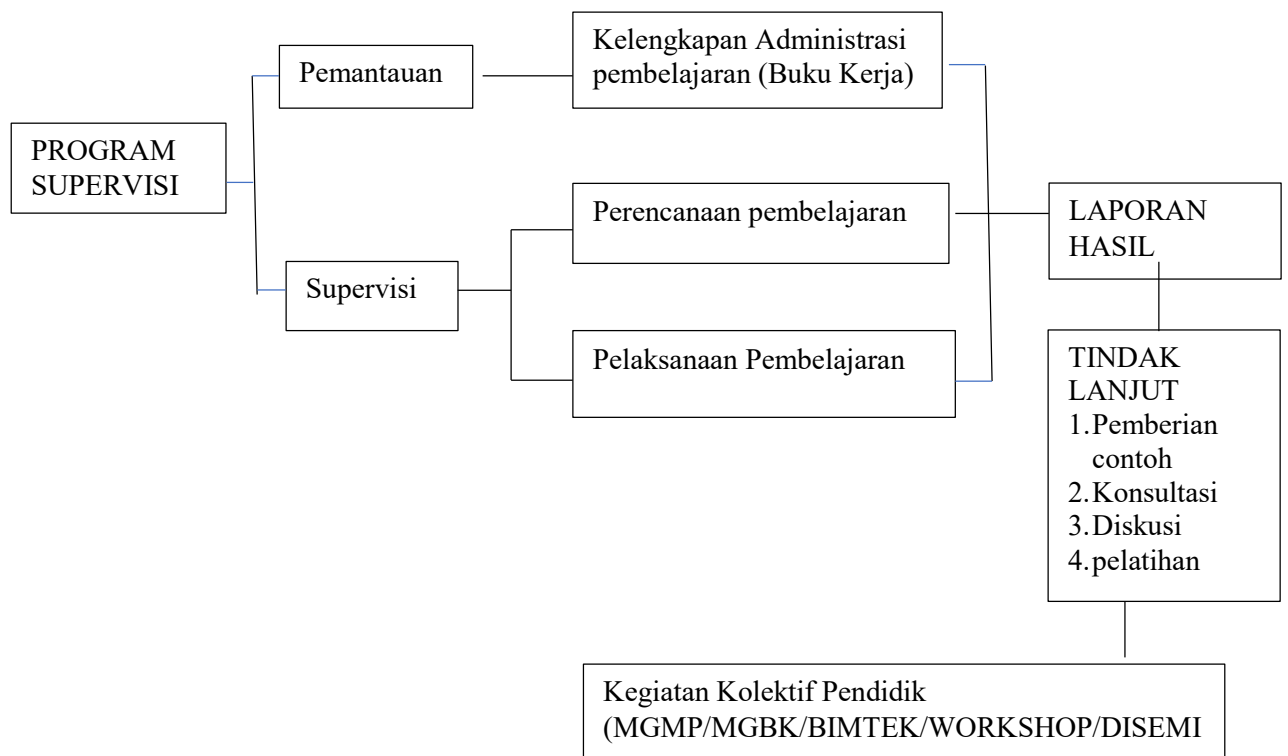 Kelengkapan Administrasi
pembelajaran (Buku Kerja)
Pemantauan
PROGRAM
SUPERVISI
Perencanaan pembelajaran
LAPORAN
HASIL
Supervisi
Pelaksanaan Pembelajaran
TINDAK
LANJUT
1.Pemberian
contoh
2.Konsultasi
3.Diskusi
4.pelatihan
Kegiatan Kolektif Pendidik
(MGMP/MGBK/BIMTEK/WORKSHOP/DISEMI